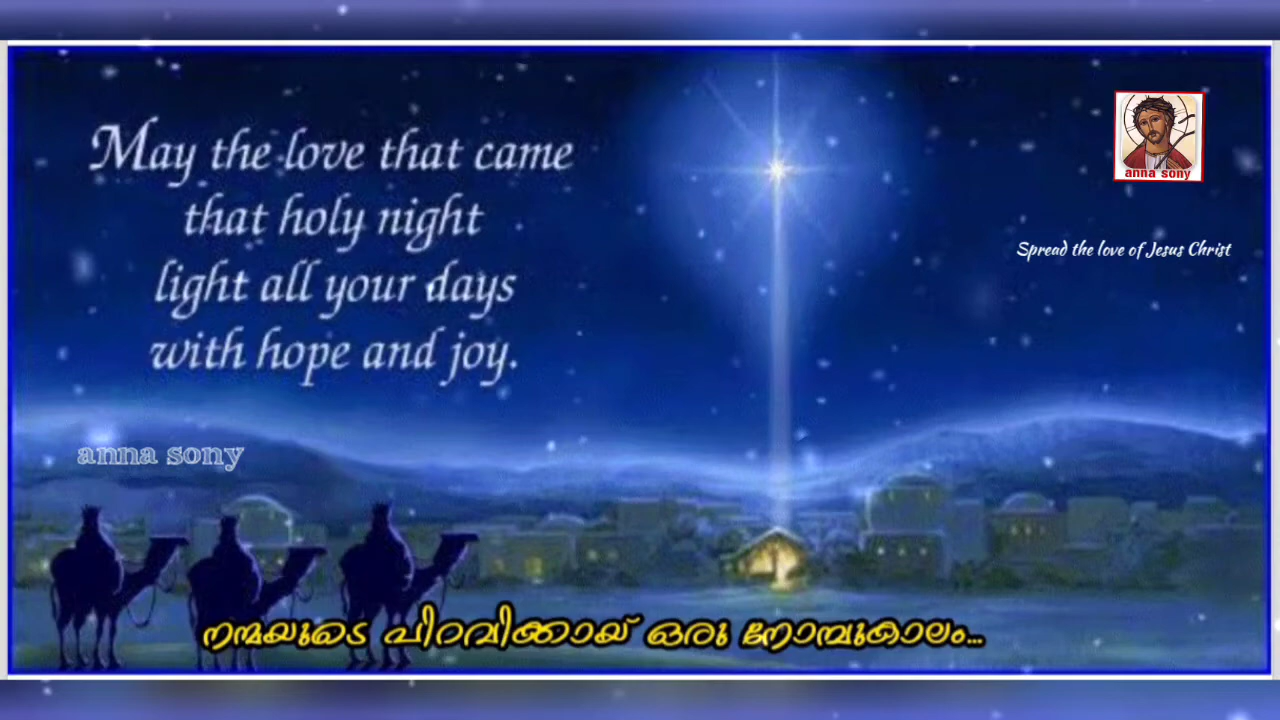 May the love that came
that holy night
light all your days
with hope and joy.
anna sony
Spread the love of Jesus Christ
anna sony
നന്മയുടെ പിറവിക്കായ് ഒരു നോമ്പുകാലം...